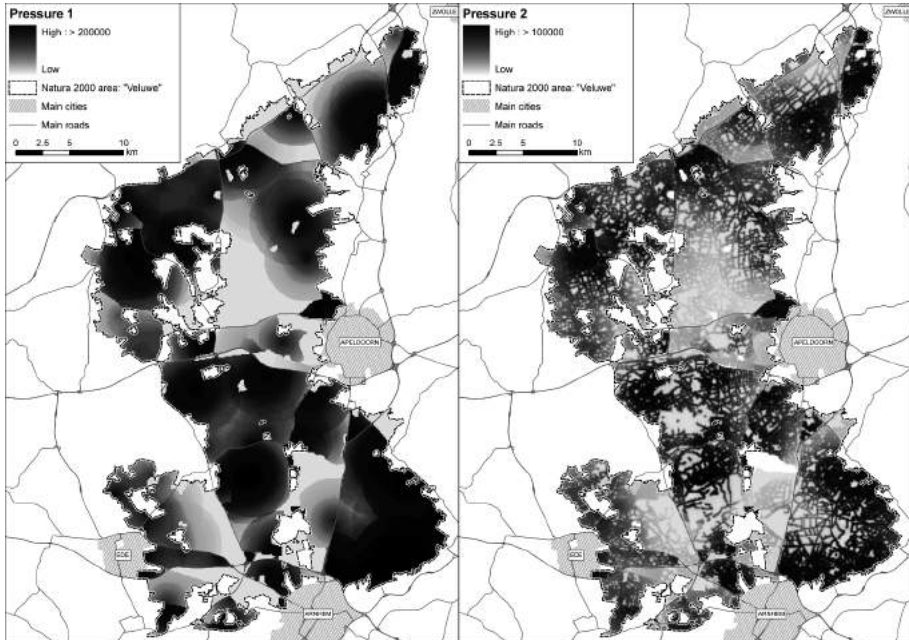 Pressure 1
High : > 200000
Low
Natura 2000 area: "Veluwe"
Main cities
Main roads
0 5 10
km
ZWOLLE
APELDOORN
EDE
ARNHEM
Pressure 2
High : > 100000
Low
Natura 2000 area: "Veluwe"
Main cities
Main roads
0 2.5 5 10
km
ZWOLLE
APELDOORN
EDE
ARNHEM